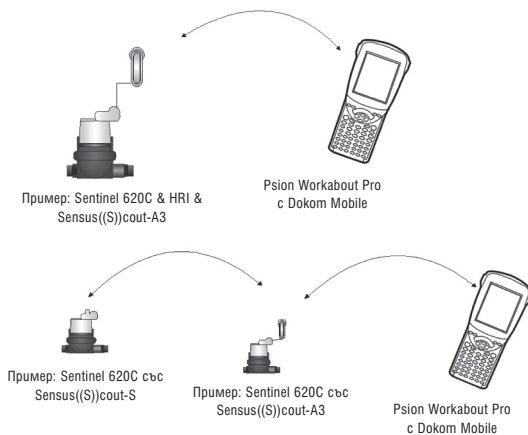 Пример: Sentinel 620C & HRI &
Sensus((S))cout-A3
Psion Workabout Pro
с Dokom Mobile
Пример: Sentinel 620C със
Sensus((S))cout-S
Пример: Sentinel 620C със
Sensus((S))cout-A3
Psion Workabout Pro
с Dokom Mobile